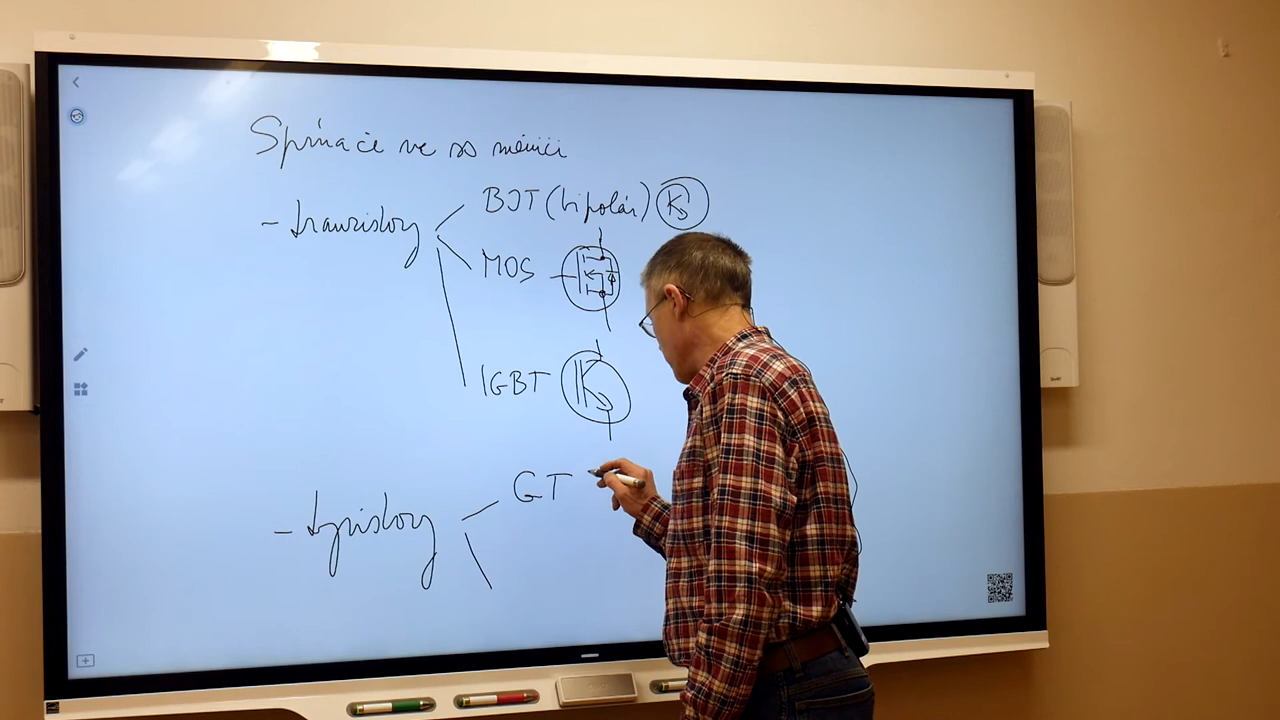 Spínače ve ss měniči
- tranzistory
BJT (bipolár)
MOS
IGBT
- tyristory
GT